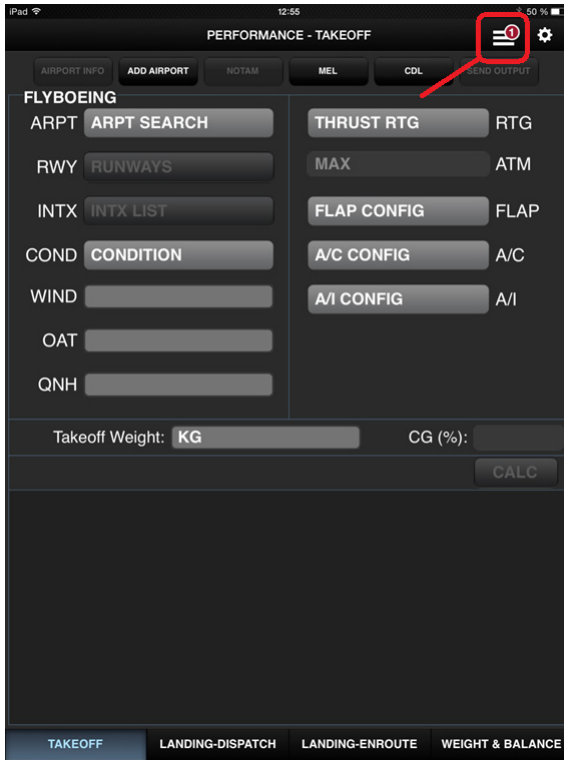 iPad 12:55 50 %
PERFORMANCE - TAKEOFF
1
AIRPORT INFO ADD AIRPORT NOTAM MEL CDL SEND OUTPUT
FLYBOEING
ARPT ARPT SEARCH THRUST RTG RTG
RWY RUNWAYS MAX ATM
INTX INTX LIST FLAP CONFIG FLAP
COND CONDITION A/C CONFIG A/C
WIND A/I CONFIG A/I
OAT
QNH
Takeoff Weight: KG CG (%):
CALC
TAKEOFF LANDING-DISPATCH LANDING-ENROUTE WEIGHT & BALANCE